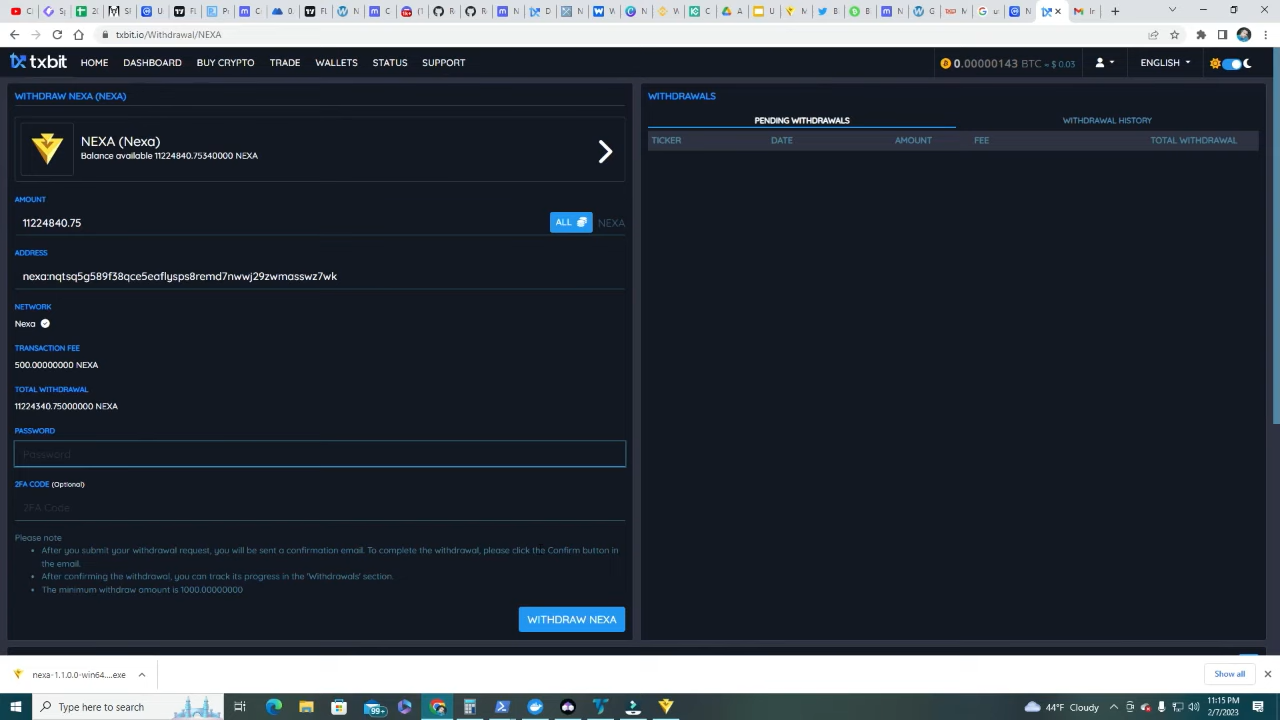 txbit.io/Withdrawal/NEXA
txbit HOME DASHBOARD BUY CRYPTO TRADE WALLETS STATUS SUPPORT 0.00000143 BTC ≈ $ 0.03 ENGLISH
WITHDRAW NEXA (NEXA)
NEXA (Nexa)
Balance available 11224840.75340000 NEXA
AMOUNT
11224840.75 ALL NEXA
ADDRESS
nexa:nqtsq5g589f38qce5eaflysps8remd7nwwj29zwmasswz7wk
NETWORK
Nexa
TRANSACTION FEE
500.00000000 NEXA
TOTAL WITHDRAWAL
11224340.75000000 NEXA
PASSWORD
Password
2FA CODE (Optional)
2FA Code
Please note
After you submit your withdrawal request, you will be sent a confirmation email. To complete the withdrawal, please click the Confirm button in
the email.
After confirming the withdrawal, you can track its progress in the 'Withdrawals' section.
The minimum withdraw amount is 1000.00000000
WITHDRAW NEXA
WITHDRAWALS
PENDING WITHDRAWALS WITHDRAWAL HISTORY
TICKER DATE AMOUNT FEE TOTAL WITHDRAWAL
nexa-1.1.0.0-win64....exe Show all
Type here to search 99+ 44°F Cloudy 11:15 PM
2/7/2023